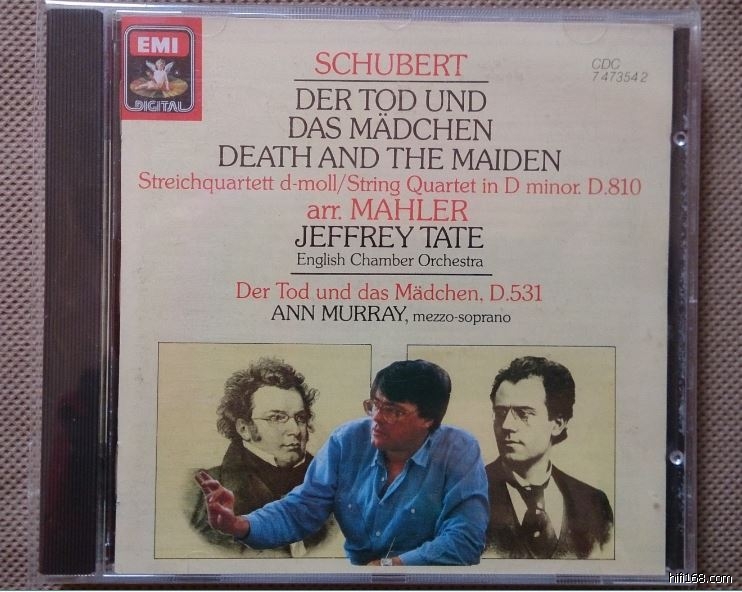 EMI
DIGITAL
SCHUBERT
CDC
7 47354 2
DER TOD UND
DAS MÄDCHEN
DEATH AND THE MAIDEN
Streichquartett d-moll/String Quartet in D minor. D.810
arr. MAHLER
JEFFREY TATE
English Chamber Orchestra
Der Tod und das Mädchen, D.531
ANN MURRAY, mezzo-soprano
hifi168.com